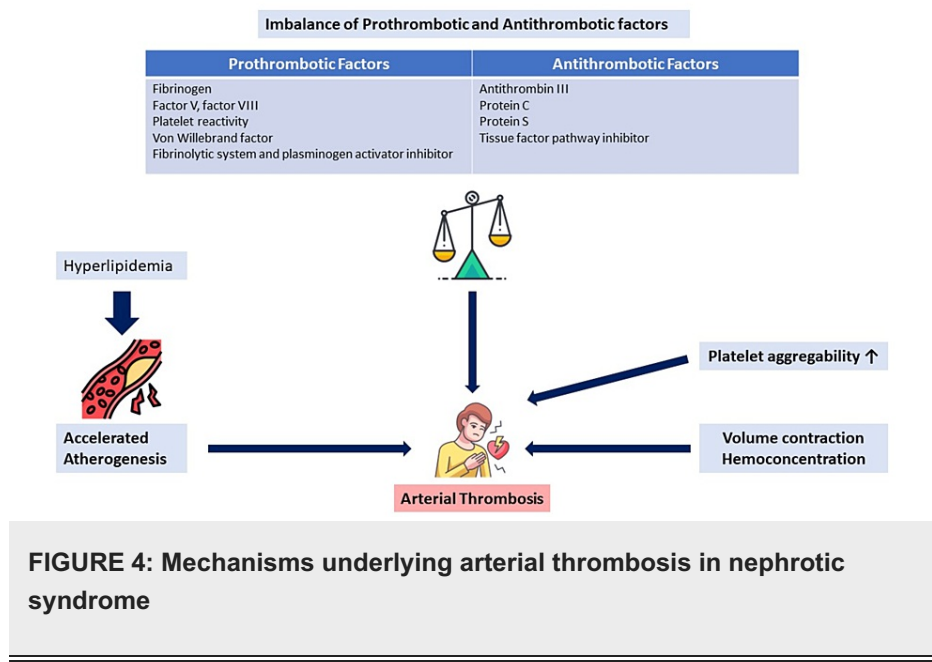 Imbalance of Prothrombotic and Antithrombotic factors
Prothrombotic Factors
Antithrombotic Factors
Fibrinogen
Factor V, factor VIII
Platelet reactivity
Von Willebrand factor
Fibrinolytic system and plasminogen activator inhibitor
Antithrombin III
Protein C
Protein S
Tissue factor pathway inhibitor
Hyperlipidemia
Accelerated
Atherogenesis
Platelet aggregability ↑
Volume contraction
Hemoconcentration
Arterial Thrombosis
FIGURE 4: Mechanisms underlying arterial thrombosis in nephrotic
syndrome